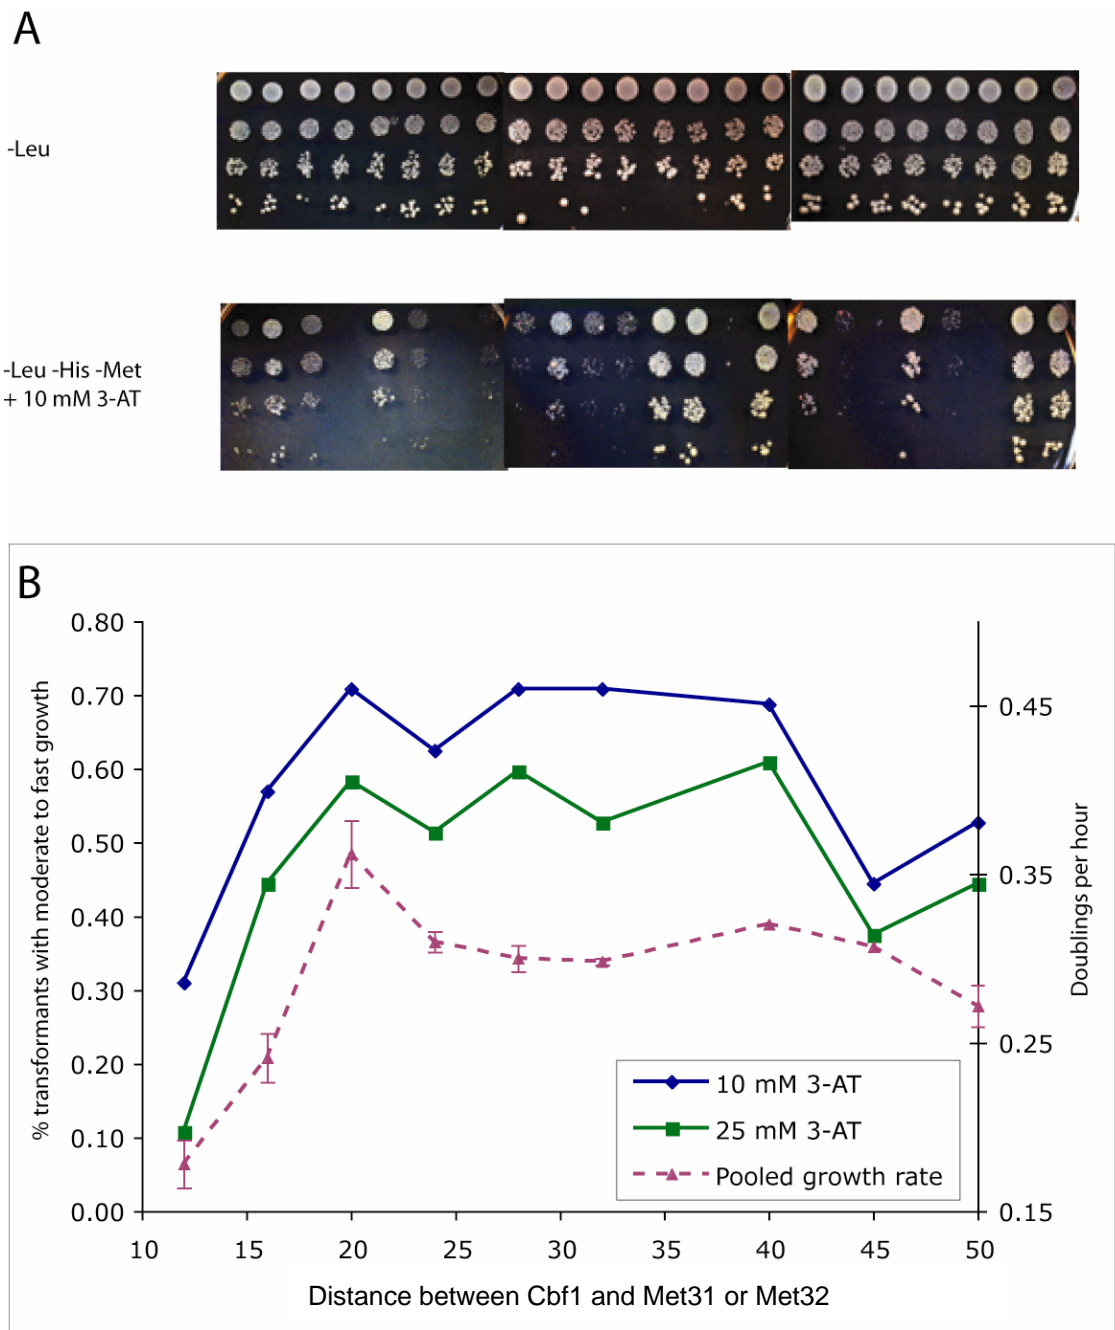 A
-Leu
-Leu -His -Met
+ 10 mM 3-AT
B
% transformants with moderate to fast growth
0.80
0.70
0.60
0.50
0.40
0.30
0.20
0.10
0.00
0.45
0.35
0.25
0.15
Doublings per hour
10 mM 3-AT
25 mM 3-AT
Pooled growth rate
10 15 20 25 30 35 40 45 50
Distance between Cbf1 and Met31 or Met32